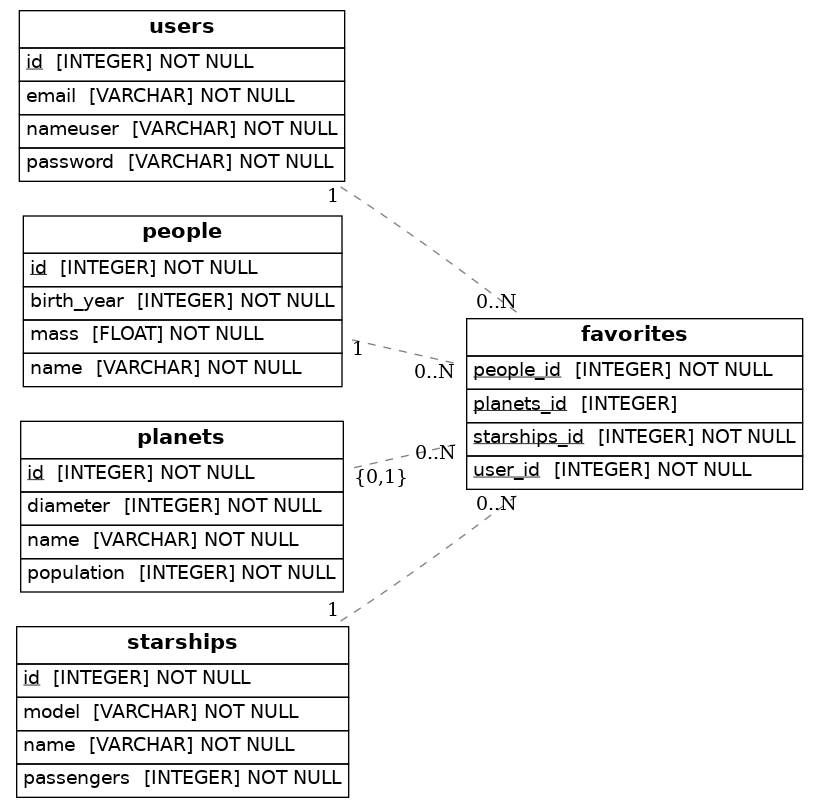 users
id [INTEGER] NOT NULL
email [VARCHAR] NOT NULL
nameuser [VARCHAR] NOT NULL
password [VARCHAR] NOT NULL
1
people
id [INTEGER] NOT NULL
birth_year [INTEGER] NOT NULL
mass [FLOAT] NOT NULL
name [VARCHAR] NOT NULL
1
planets
id [INTEGER] NOT NULL
diameter [INTEGER] NOT NULL
name [VARCHAR] NOT NULL
population [INTEGER] NOT NULL
{0,1}
starships
id [INTEGER] NOT NULL
model [VARCHAR] NOT NULL
name [VARCHAR] NOT NULL
passengers [INTEGER] NOT NULL
1
0..N
0..N
0..N
0..N
favorites
people_id [INTEGER] NOT NULL
planets_id [INTEGER]
starships_id [INTEGER] NOT NULL
user_id [INTEGER] NOT NULL